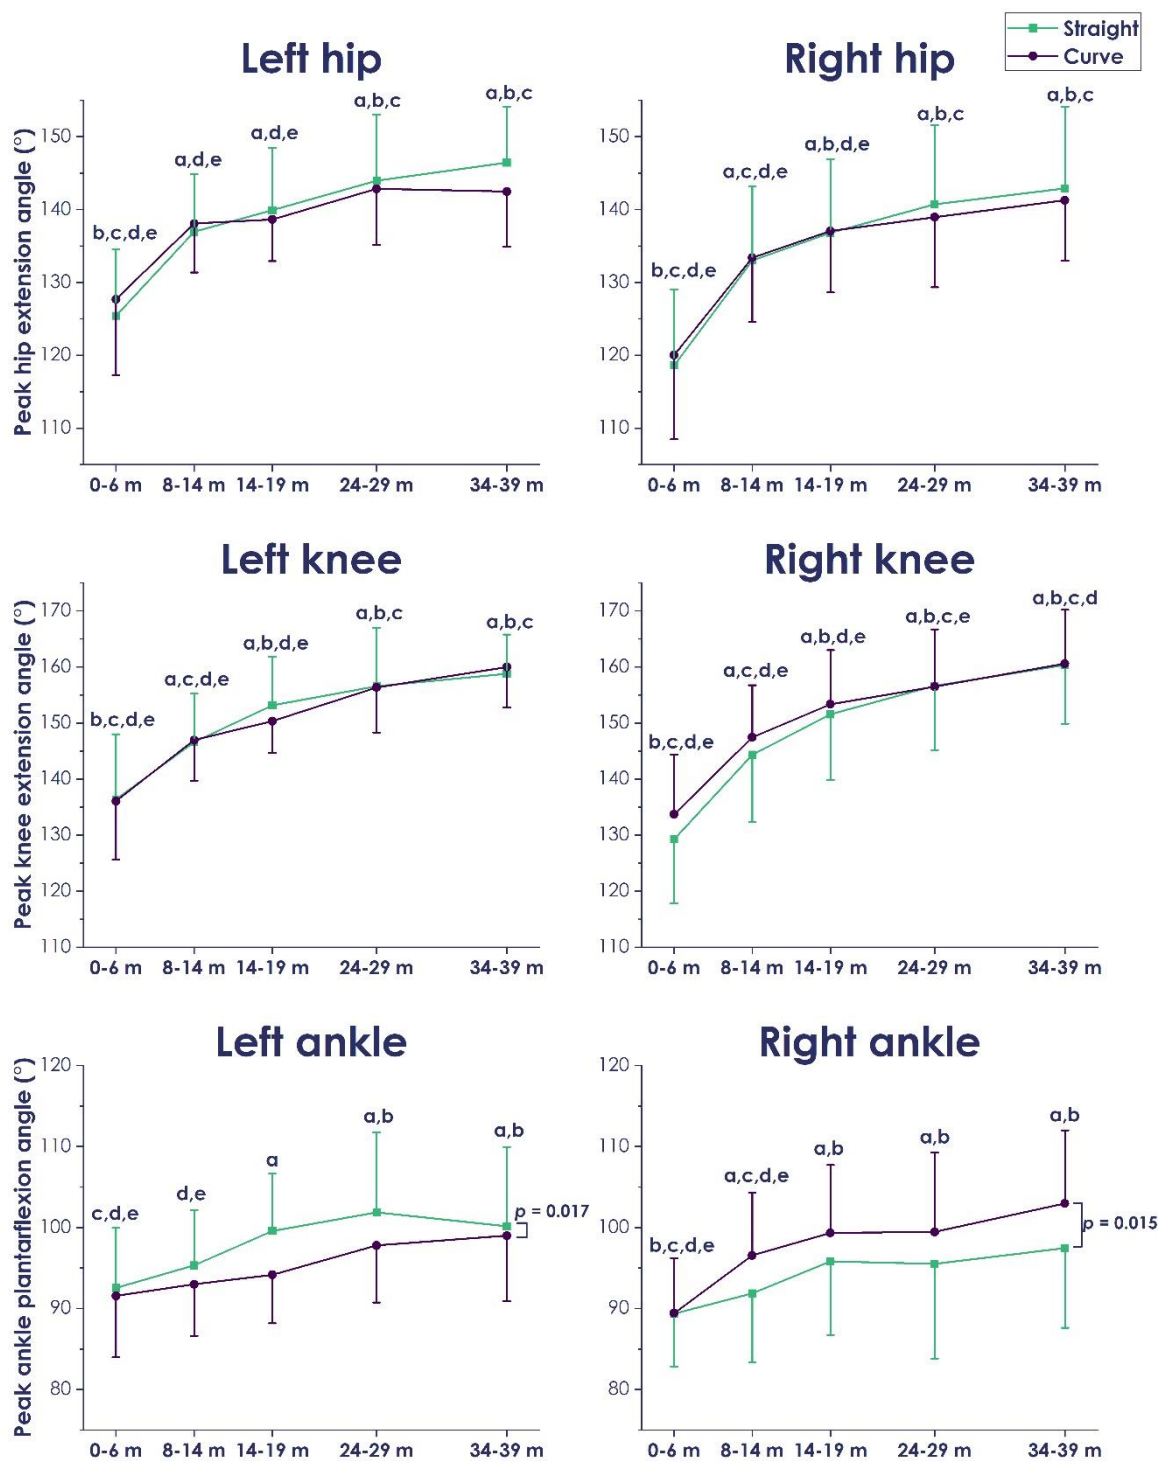 Straight
Curve
Left hip
Right hip
Peak hip extension angle (°)
150
140
130
120
110
b,c,d,e
a,d,e
a,d,e
a,b,c
a,b,c
0-6 m 8-14 m 14-19 m 24-29 m 34-39 m
150
140
130
120
110
b,c,d,e
a,c,d,e
a,b,d,e
a,b,c
a,b,c
0-6 m 8-14 m 14-19 m 24-29 m 34-39 m
Left knee
Right knee
Peak knee extension angle (°)
170
160
150
140
130
120
110
b,c,d,e
a,c,d,e
a,b,d,e
a,b,c
a,b,c
0-6 m 8-14 m 14-19 m 24-29 m 34-39 m
170
160
150
140
130
120
110
b,c,d,e
a,c,d,e
a,b,d,e
a,b,c,e
a,b,c,d
0-6 m 8-14 m 14-19 m 24-29 m 34-39 m
Left ankle
Right ankle
Peak ankle plantarflexion angle (°)
120
110
100
90
80
c,d,e
d,e
a
a,b
a,b
p = 0.017
0-6 m 8-14 m 14-19 m 24-29 m 34-39 m
120
110
100
90
80
b,c,d,e
a,c,d,e
a,b
a,b
a,b
p = 0.015
0-6 m 8-14 m 14-19 m 24-29 m 34-39 m